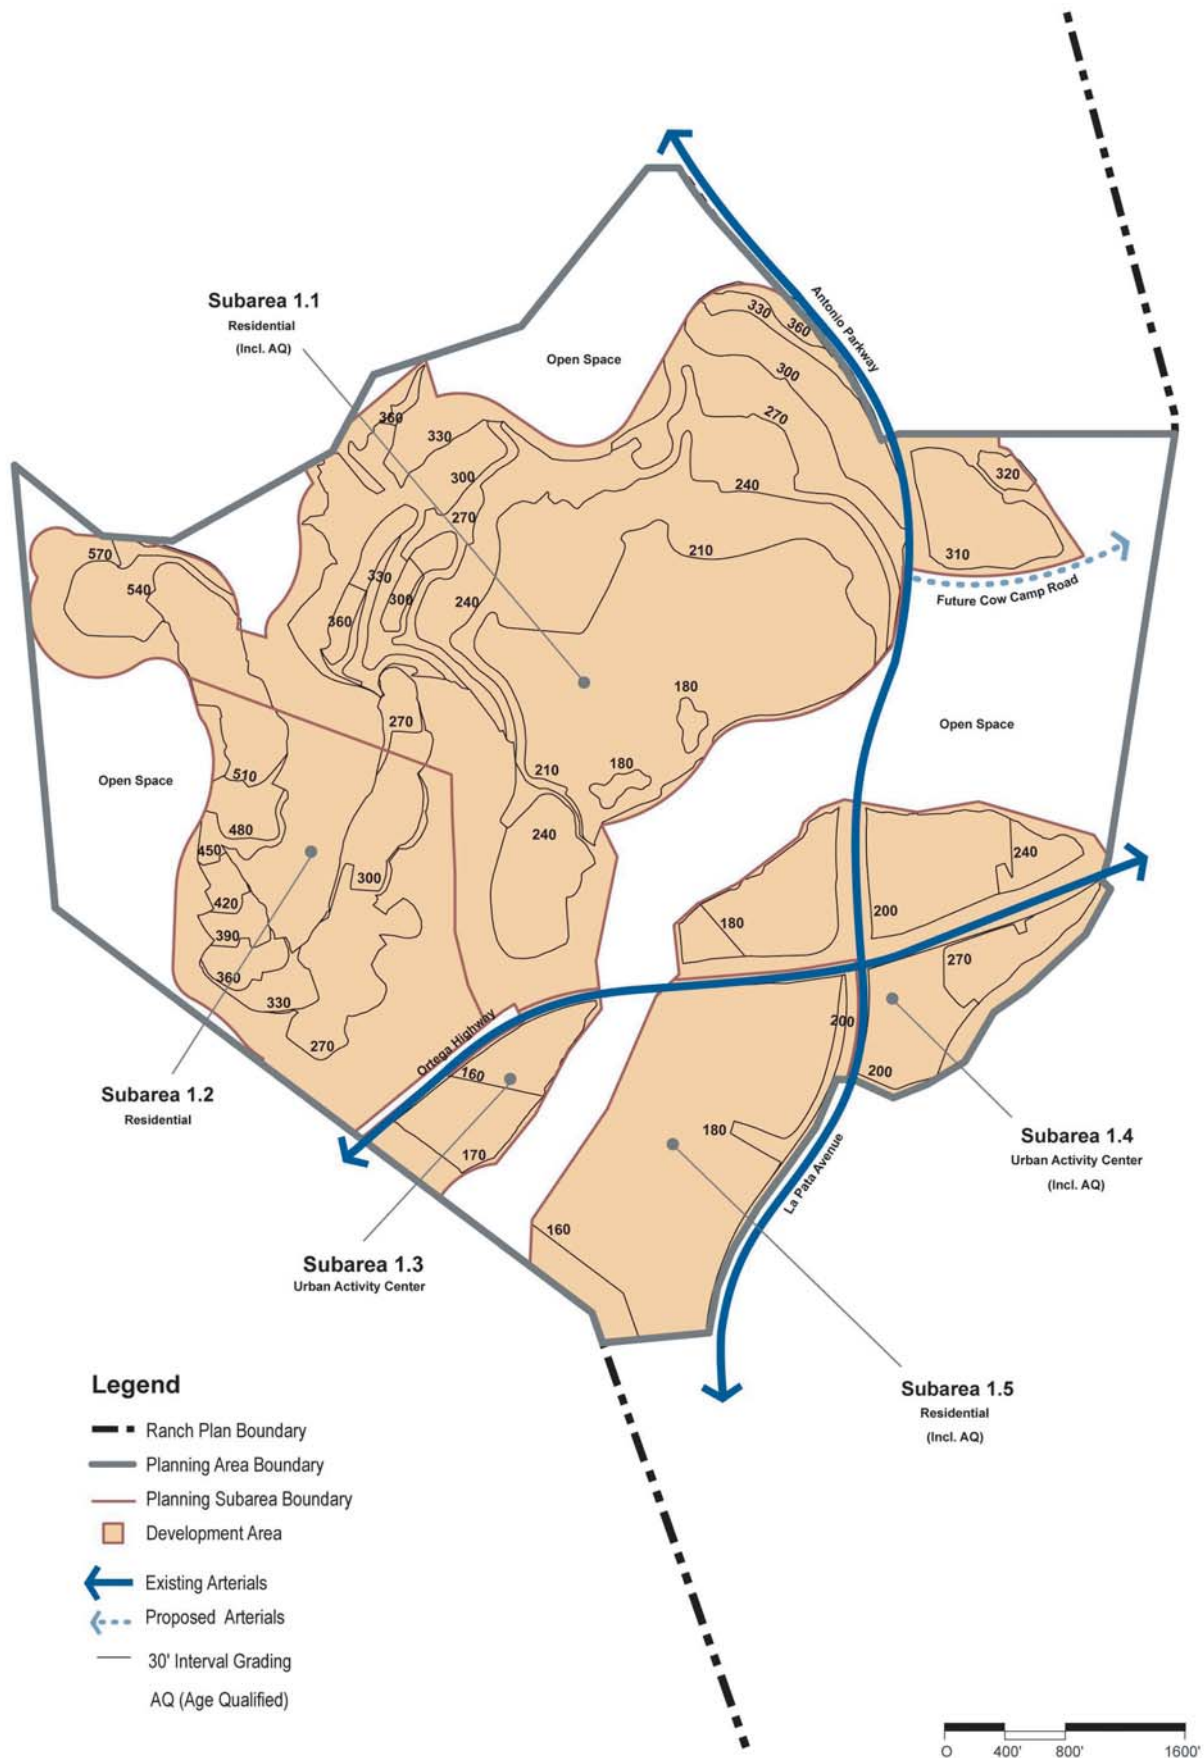 Subarea 1.1
Residential
(Incl. AQ)
Open Space
Antonio Parkway
330
360
300
270
240
210
360
330
300
270
330
300
360
240
320
310
Future Cow Camp Road
570
540
180
180
270
210
240
Open Space
Open Space
510
480
450
420
390
360
330
300
270
240
200
180
270
200
200
180
160
Ortega Highway
160
170
La Pata Avenue
Subarea 1.2
Residential
Subarea 1.3
Urban Activity Center
Subarea 1.4
Urban Activity Center
(Incl. AQ)
Subarea 1.5
Residential
(Incl. AQ)
Legend
Ranch Plan Boundary
Planning Area Boundary
Planning Subarea Boundary
Development Area
Existing Arterials
Proposed Arterials
30' Interval Grading
AQ (Age Qualified)
O 400' 800' 1600'